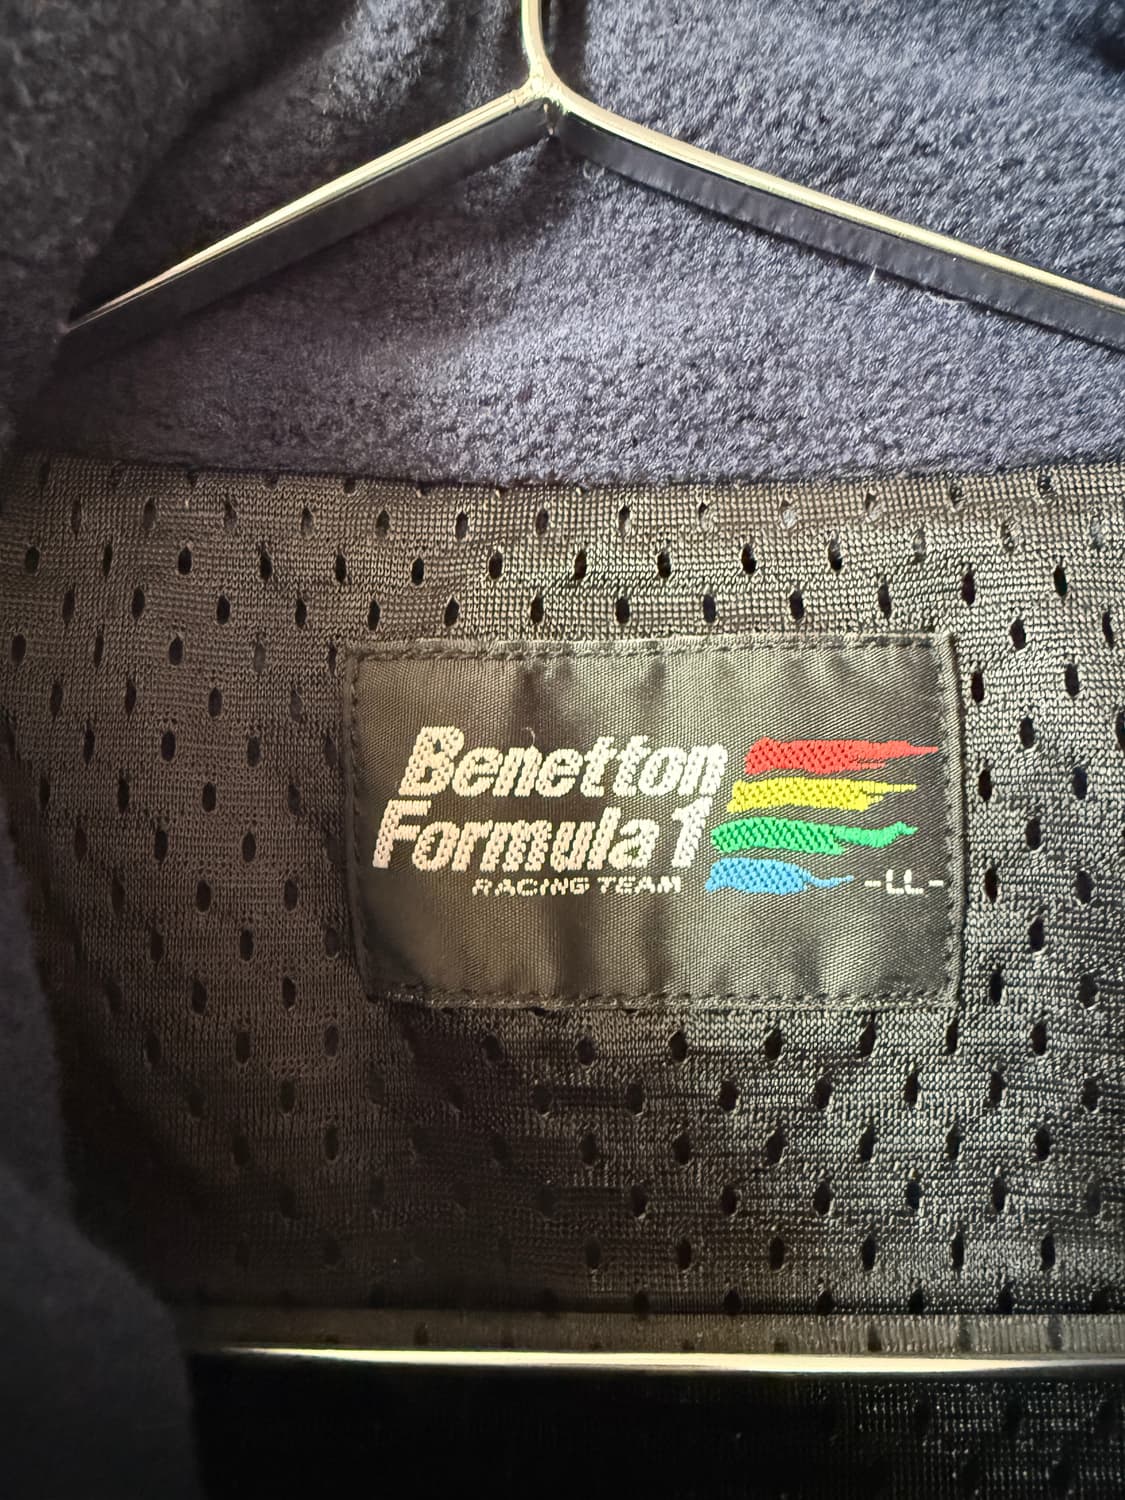 Benetton
Formula 1
RACING TEAM
-LL-